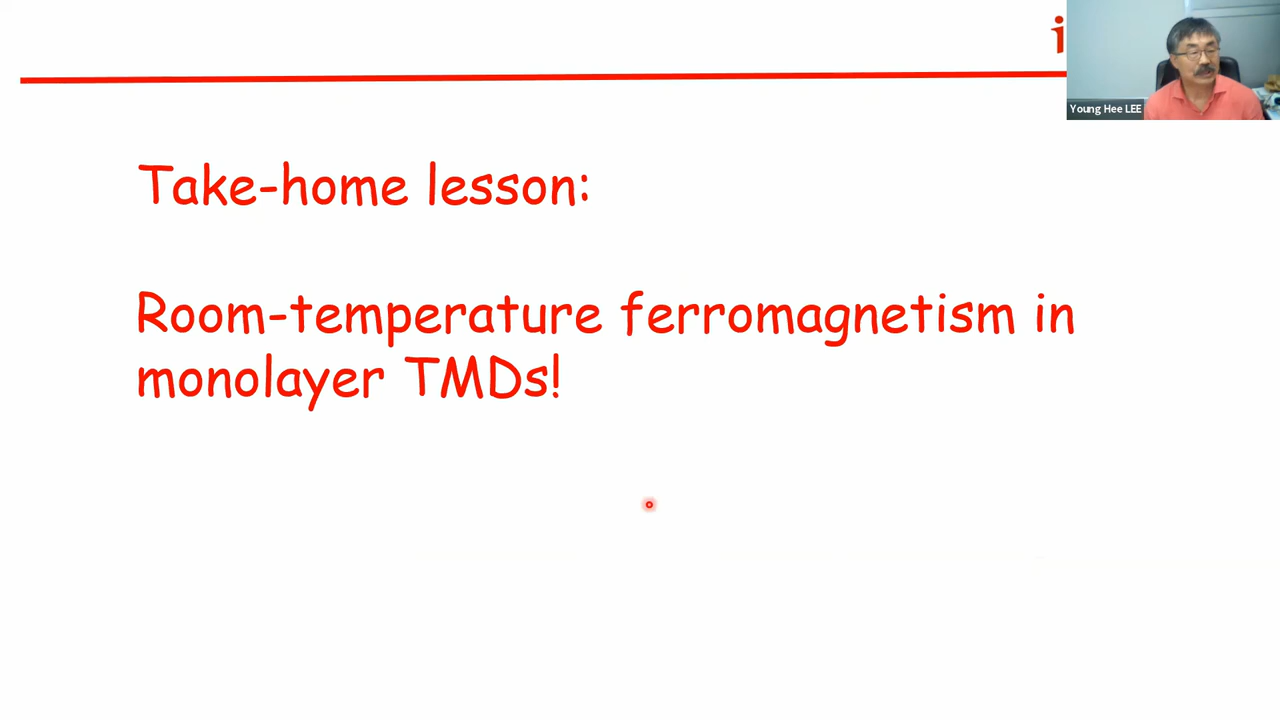 Young Hee LEE
Take-home lesson:
Room-temperature ferromagnetism in
monolayer TMDs!